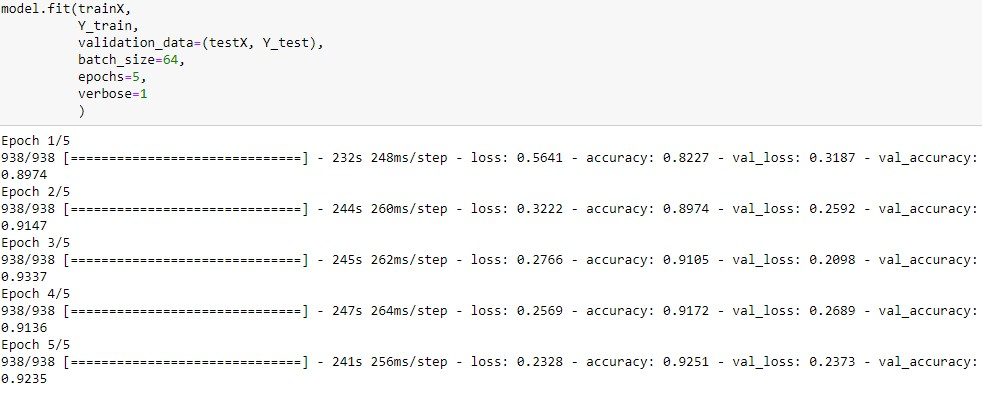 model.fit(trainX,
          Y_train,
          validation_data=(testX, Y_test),
          batch_size=64,
          epochs=5,
          verbose=1
          )
Epoch 1/5
938/938 [==============================] - 232s 248ms/step - loss: 0.5641 - accuracy: 0.8227 - val_loss: 0.3187 - val_accuracy:
0.8974
Epoch 2/5
938/938 [==============================] - 244s 260ms/step - loss: 0.3222 - accuracy: 0.8974 - val_loss: 0.2592 - val_accuracy:
0.9147
Epoch 3/5
938/938 [==============================] - 245s 262ms/step - loss: 0.2766 - accuracy: 0.9105 - val_loss: 0.2098 - val_accuracy:
0.9337
Epoch 4/5
938/938 [==============================] - 247s 264ms/step - loss: 0.2569 - accuracy: 0.9172 - val_loss: 0.2689 - val_accuracy:
0.9136
Epoch 5/5
938/938 [==============================] - 241s 256ms/step - loss: 0.2328 - accuracy: 0.9251 - val_loss: 0.2373 - val_accuracy:
0.9235